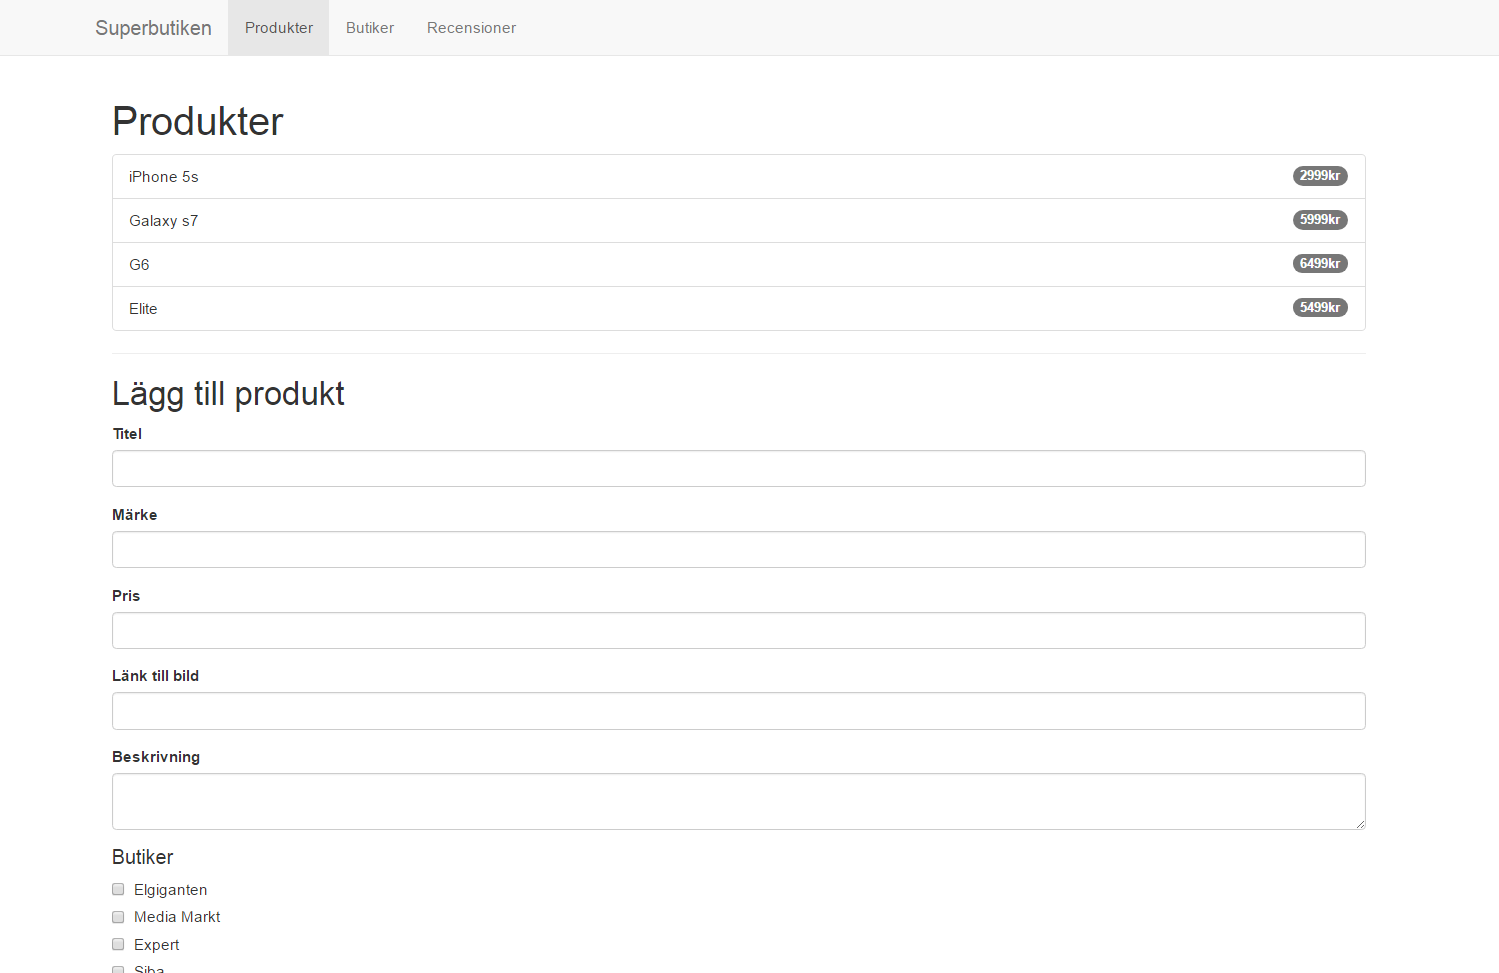 Superbutiken Produkter Butiker Recensioner
Produkter
iPhone 5s 2999kr
Galaxy s7 5999kr
G6 6499kr
Elite 5499kr
Lägg till produkt
Titel
Märke
Pris
Länk till bild
Beskrivning
Butiker
Elgiganten
Media Markt
Expert
Siba